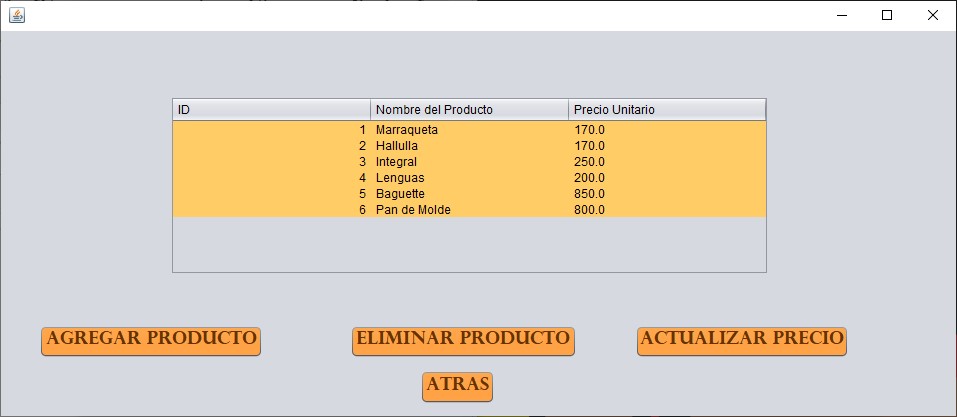 ID Nombre del Producto Precio Unitario
1 Marraqueta 170.0
2 Hallulla 170.0
3 Integral 250.0
4 Lenguas 200.0
5 Baguette 850.0
6 Pan de Molde 800.0
AGREGAR PRODUCTO ELIMINAR PRODUCTO ACTUALIZAR PRECIO
ATRAS